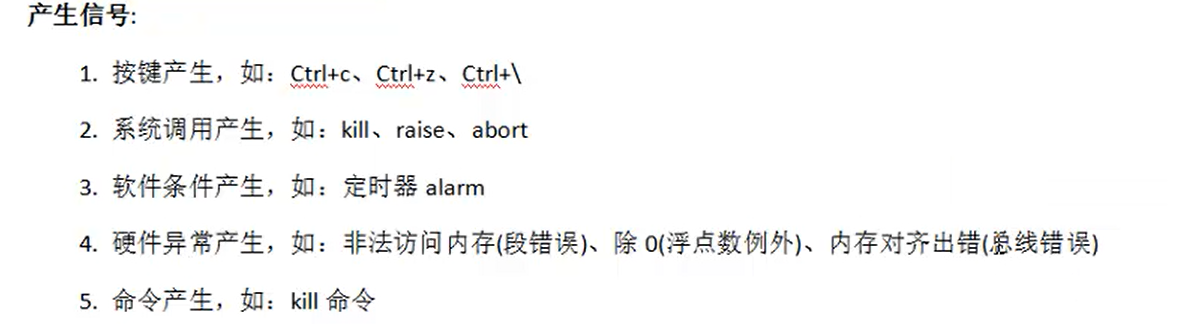 产生信号:
1. 按键产生，如：Ctrl+c、Ctrl+z、Ctrl+\
2. 系统调用产生，如：kill、raise、abort
3. 软件条件产生，如：定时器 alarm
4. 硬件异常产生，如：非法访问内存(段错误)、除 0(浮点数例外)、内存对齐出错(总线错误)
5. 命令产生，如：kill 命令